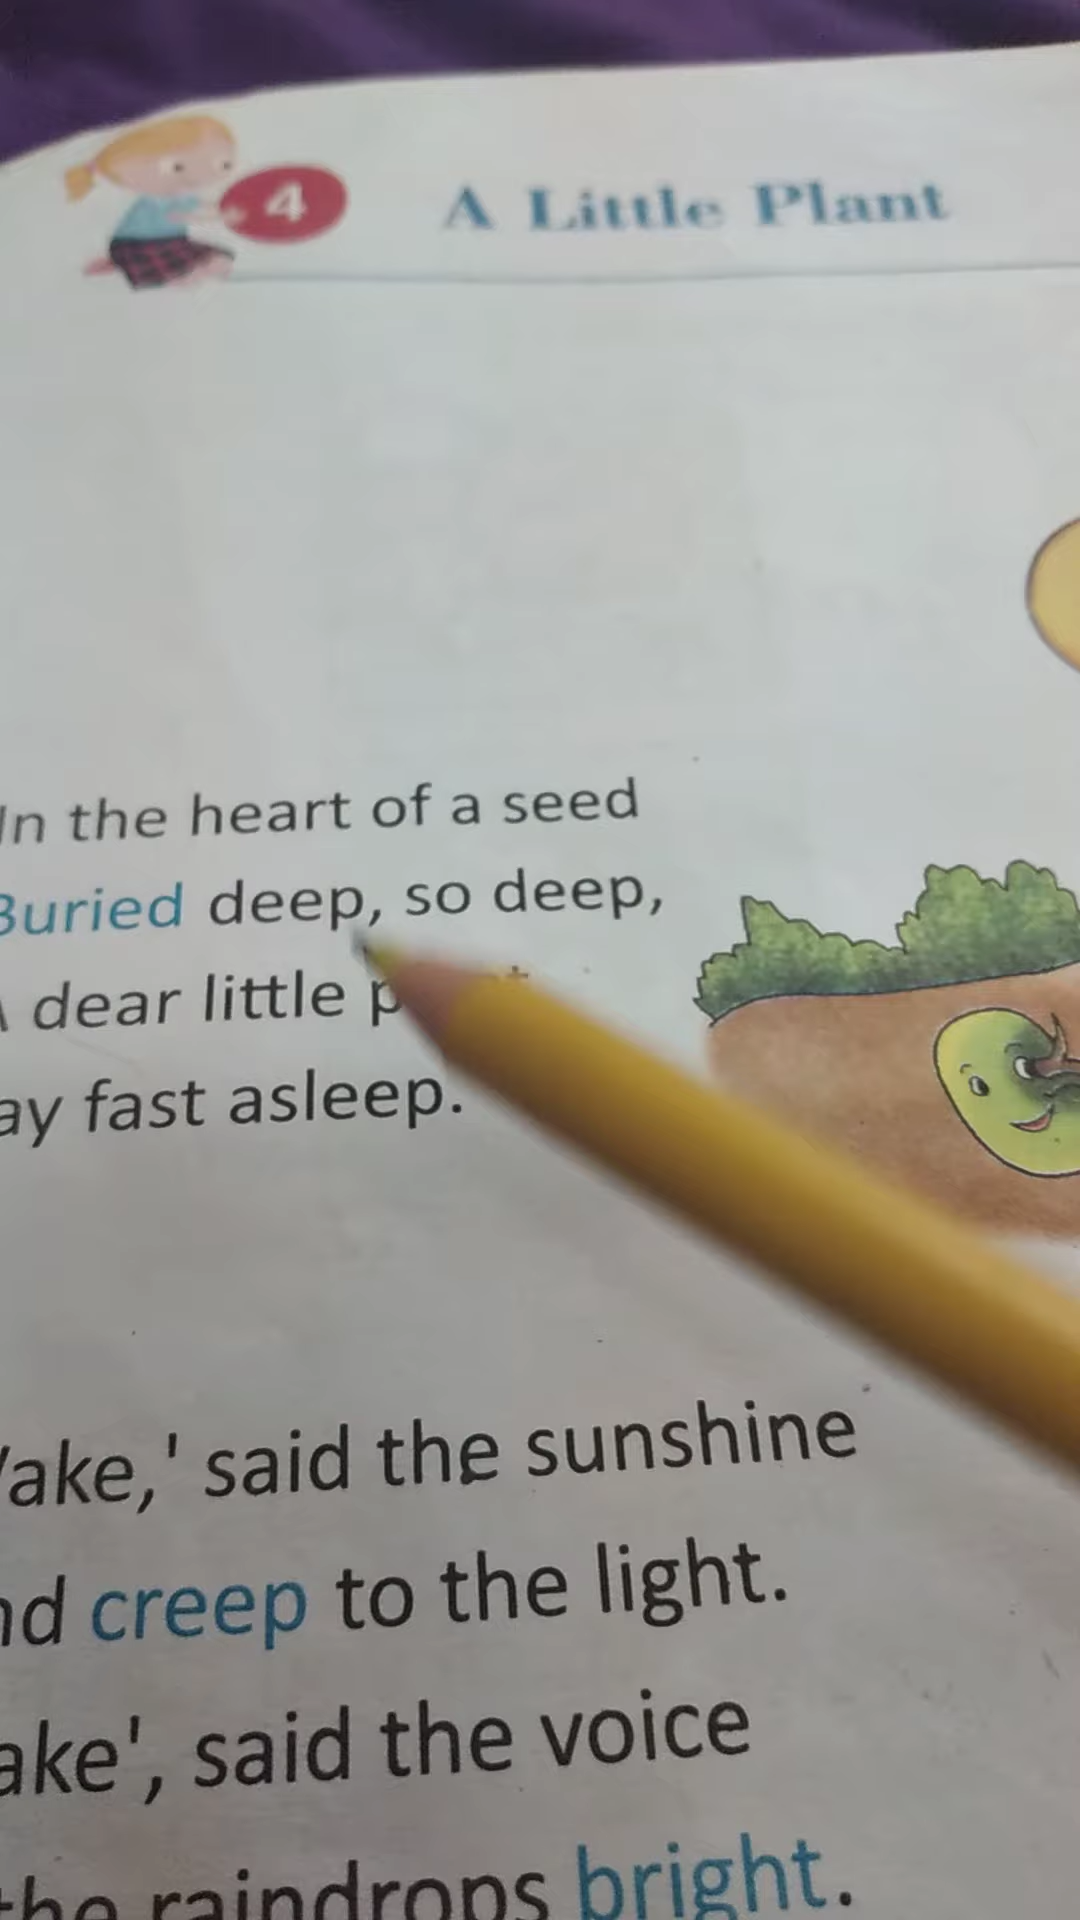 4 A Little Plant
In the heart of a seed
Buried deep, so deep,
dear little
ay fast asleep.
ake,' said the sunshine
nd creep to the light.
ake', said the voice
the raindrops bright.